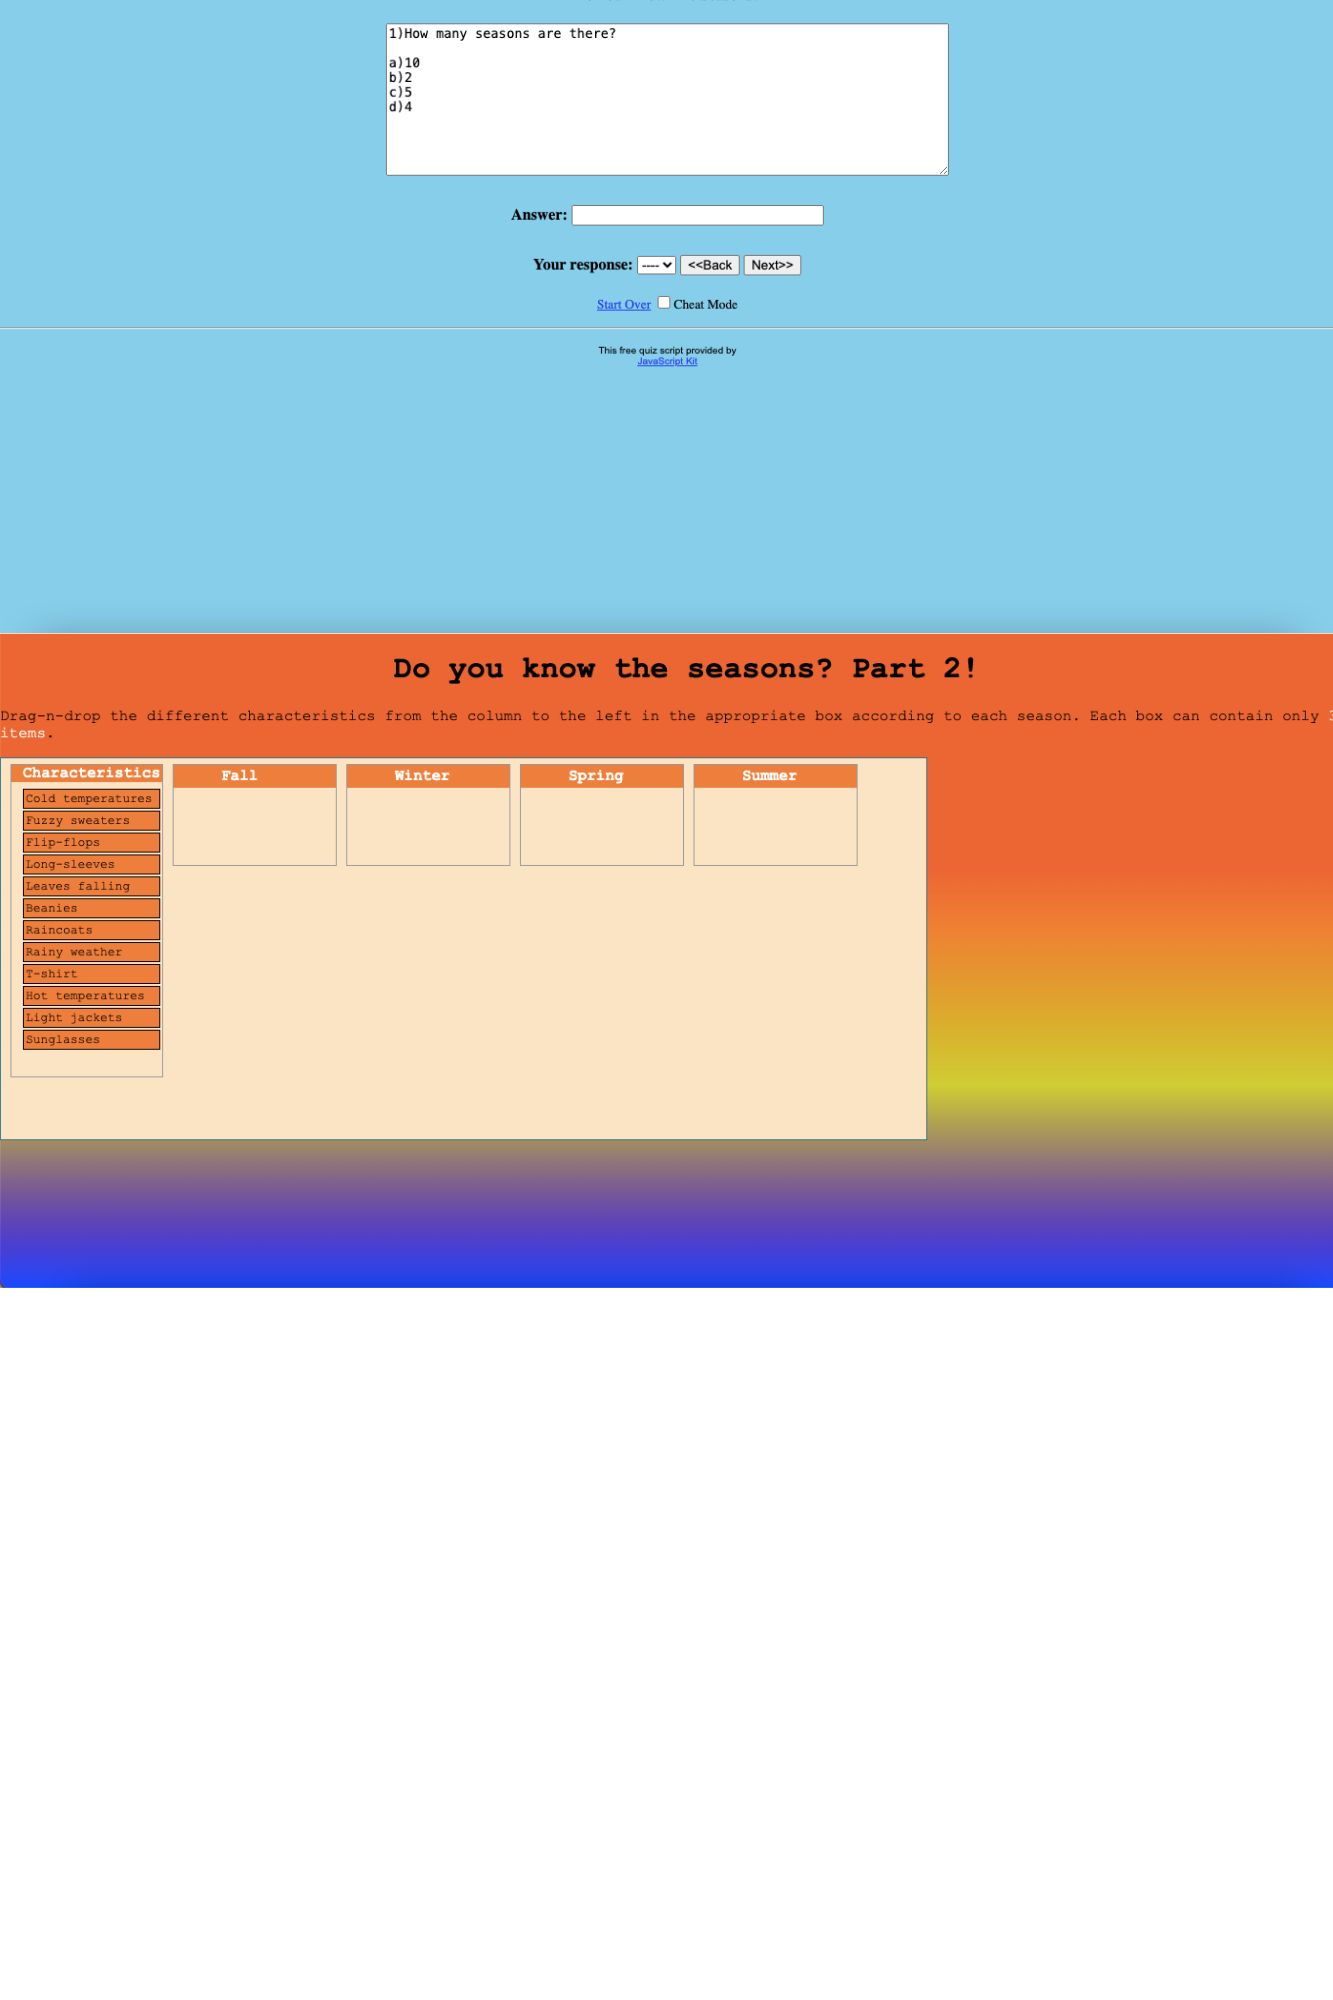 1)How many seasons are there?
a)10
b)2
c)5
d)4
Answer:
Your response: ---- <<Back Next>>
Start Over Cheat Mode
This free quiz script provided by
JavaScript Kit
Do you know the seasons? Part 2!
Drag-n-drop the different characteristics from the column to the left in the appropriate box according to each season. Each box can contain only 3
items.
Characteristics Fall Winter Spring Summer
Cold temperatures
Fuzzy sweaters
Flip-flops
Long-sleeves
Leaves falling
Beanies
Raincoats
Rainy weather
T-shirt
Hot temperatures
Light jackets
Sunglasses